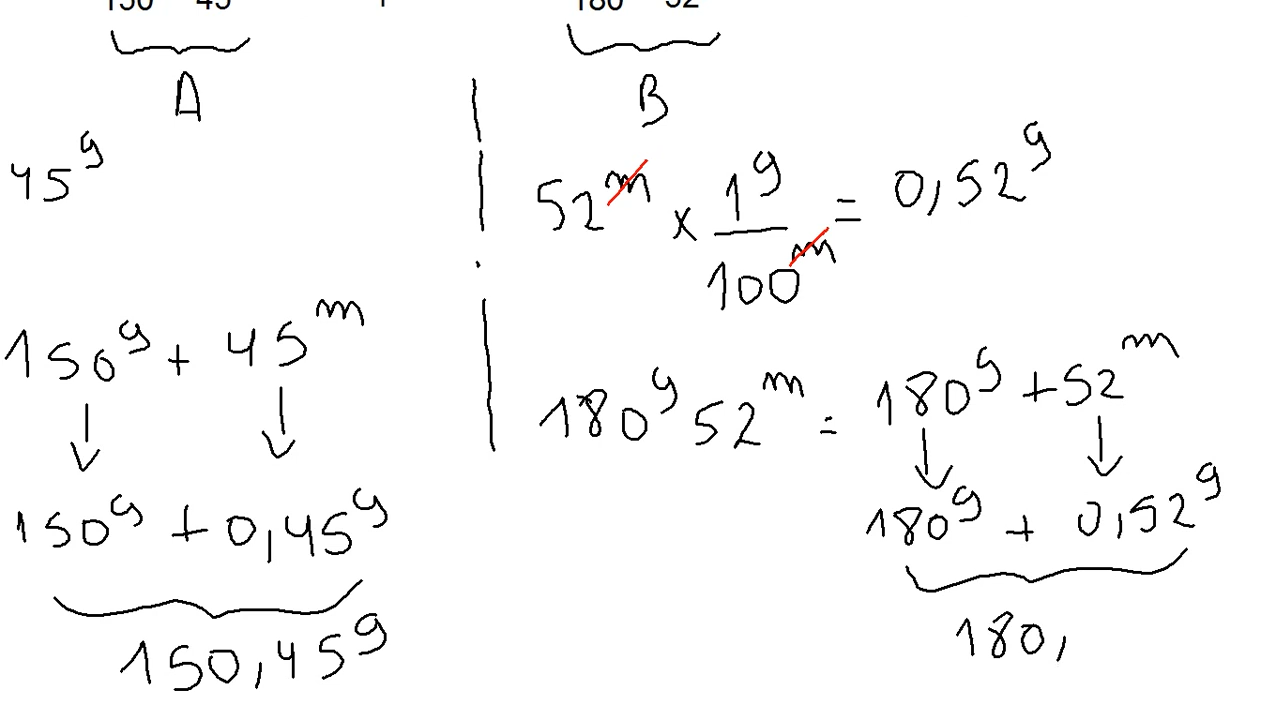 A
B
45^g
52^m x 1^g/100^m = 0,52^g
150^g + 45^m
180^g 52^m = 180^g + 52^m
150^g + 0,45^g
180^g + 0,52^g
150,45^g
180,